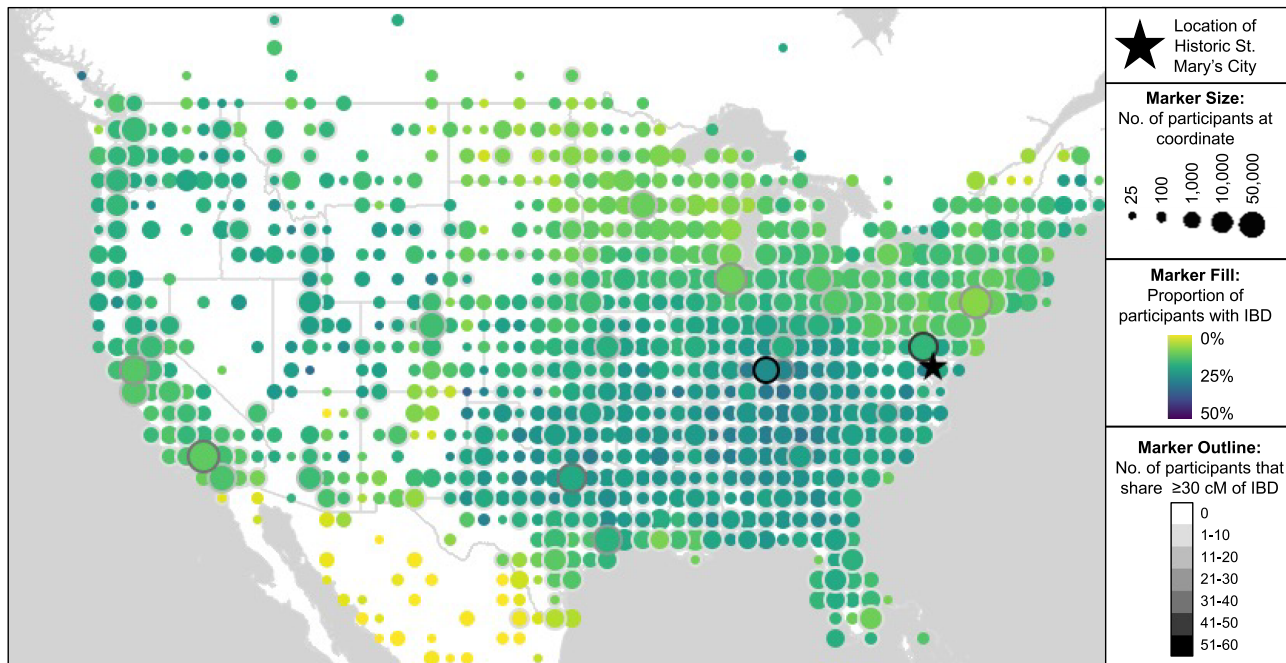 Location of
Historic St.
Mary's City
Marker Size:
No. of participants at
coordinate
25
100
1,000
10,000
50,000
Marker Fill:
Proportion of
participants with IBD
0%
25%
50%
Marker Outline:
No. of participants that
share ≥30 cM of IBD
0
1-10
11-20
21-30
31-40
41-50
51-60